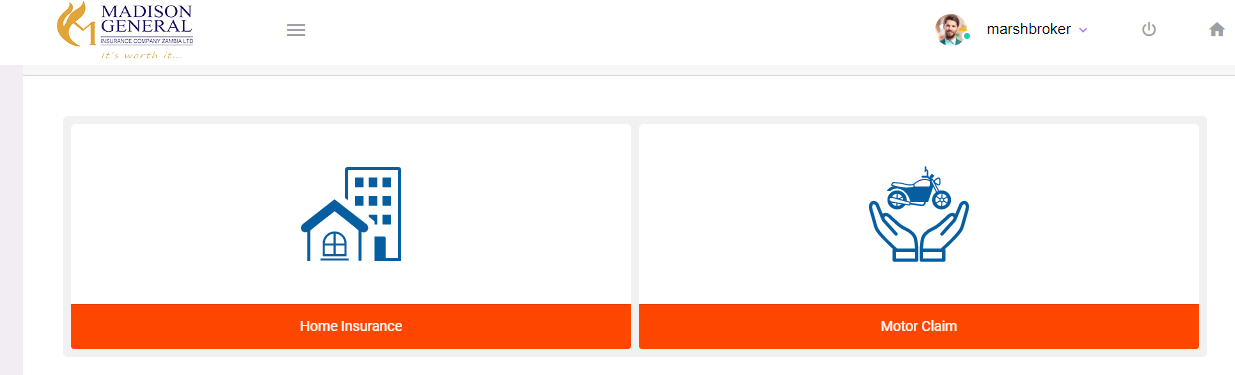 MADISON
GENERAL
INSURANCE COMPANY ZAMBIA LTD
it's worth it....
marshbroker
Home Insurance
Motor Claim